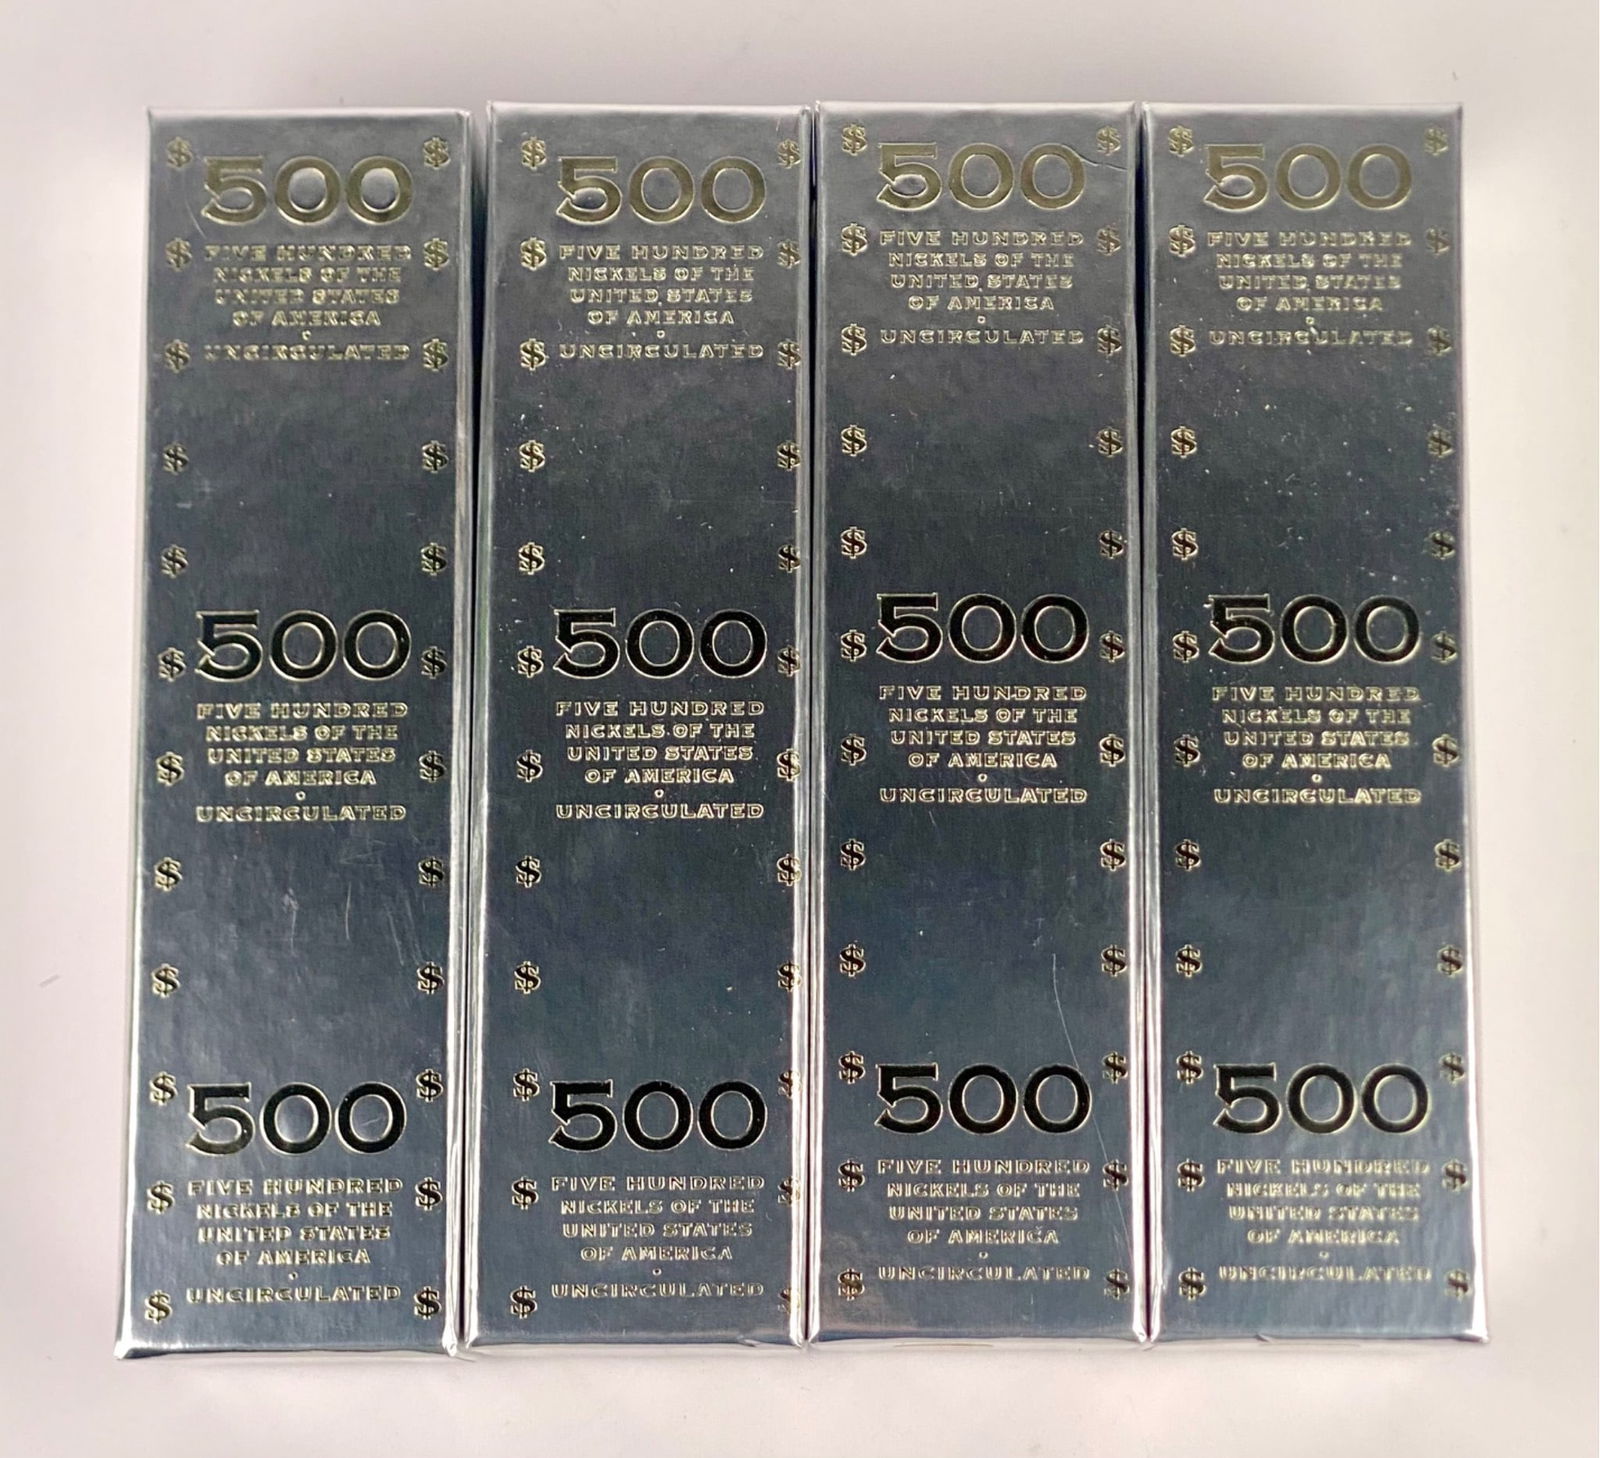 500
FIVE HUNDRED
NICKELS OF THE
UNITED STATES
OF AMERICA
UNCIRCULATED
500
FIVE HUNDRED
NICKELS OF THE
UNITED STATES
OF AMERICA
UNCIRCULATED
500
FIVE HUNDRED
NICKELS OF THE
UNITED STATES
OF AMERICA
UNCIRCULATED
500
FIVE HUNDRED
NICKELS OF THE
UNITED STATES
OF AMERICA
UNCIRCULATED
500
FIVE HUNDRED
NICKELS OF THE
UNITED STATES
OF AMERICA
UNCIRCULATED
500
FIVE HUNDRED
NICKELS OF THE
UNITED STATES
OF AMERICA
UNCIRCULATED
500
FIVE HUNDRED
NICKELS OF THE
UNITED STATES
OF AMERICA
UNCIRCULATED
500
FIVE HUNDRED
NICKELS OF THE
UNITED STATES
OF AMERICA
UNCIRCULATED
500
FIVE HUNDRED
NICKELS OF THE
UNITED STATES
OF AMERICA
UNCIRCULATED
500
FIVE HUNDRED
NICKELS OF THE
UNITED STATES
OF AMERICA
UNCIRCULATED
500
FIVE HUNDRED
NICKELS OF THE
UNITED STATES
OF AMERICA
UNCIRCULATED
500
FIVE HUNDRED
NICKELS OF THE
UNITED STATES
OF AMERICA
UNCIRCULATED